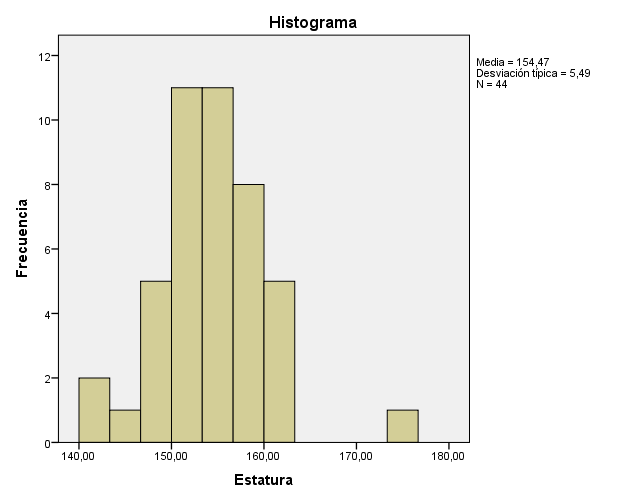 Histograma
Media = 154,47
Desviación típica = 5,49
N = 44
Frecuencia
12
10
8
6
4
2
0
140,00 150,00 160,00 170,00 180,00
Estatura